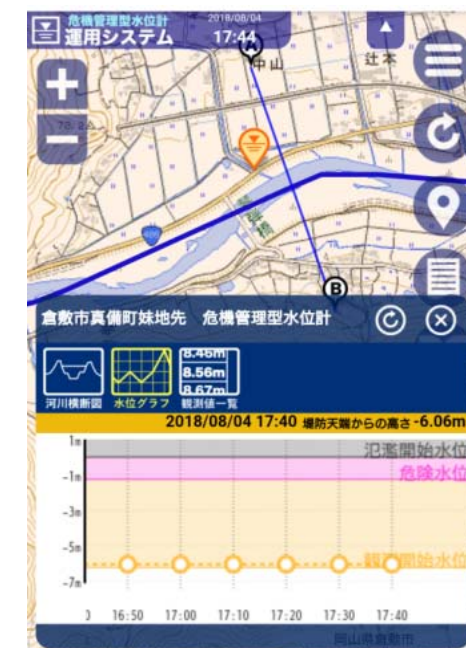 危機管理型水位計
運用システム
2018/08/04
17:44
A
中山
辻本
78.2
B
倉敷市真備町妹地先 危機管理型水位計
8.46m
8.56m
8.67m
河川横断図 水位グラフ 観測値一覧
2018/08/04 17:40 堤防天端からの高さ -6.06m
1m
氾濫開始水位
危険水位
-1m
-3m
-5m
観測開始水位
-7m
0 16:50 17:00 17:10 17:20 17:30 17:40
岡山県倉敷市